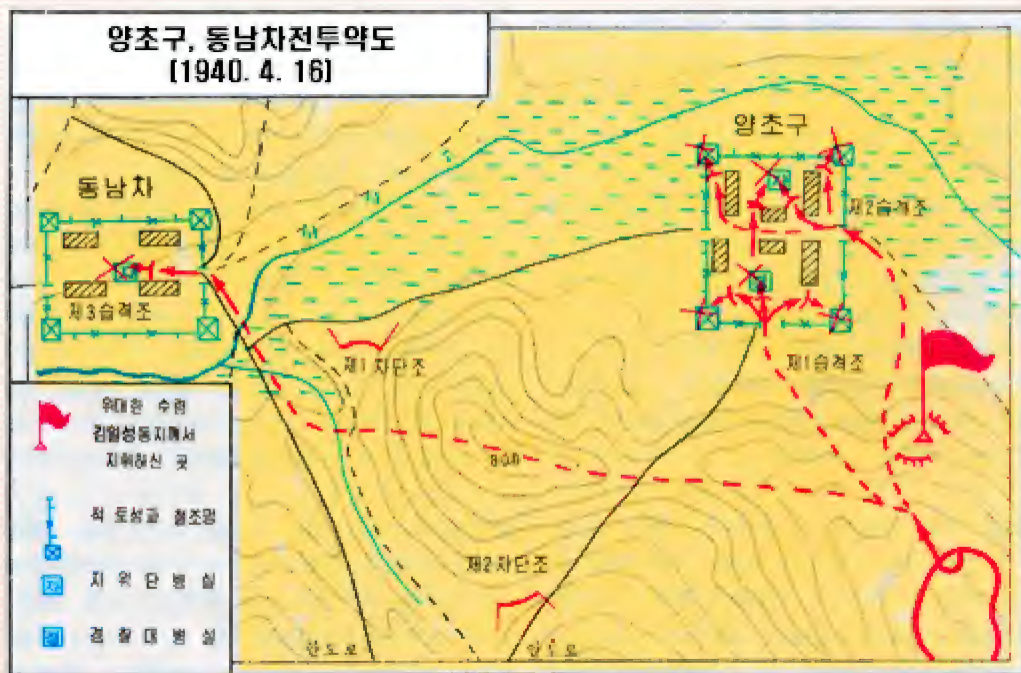 양초구, 동남차전투약도
(1940. 4. 16)
양초구
동남차
제2습격조
제3습격조
제1차단조
제1습격조
위대한 수령
김일성동지께서
지휘하신 곳
적 토성과 철조망
자위단병실
경찰대병실
제2차단조
안도로
안도로